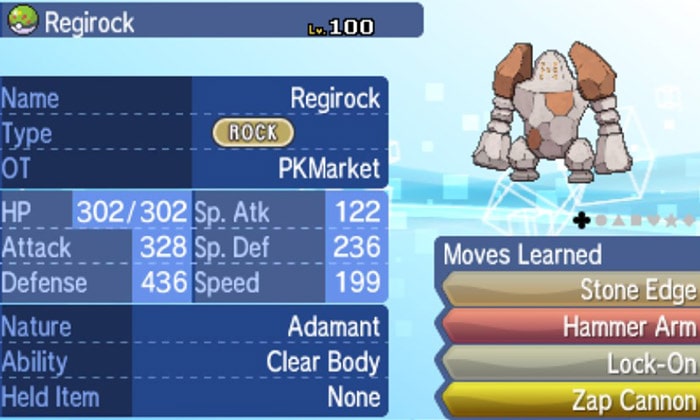 Regirock Lv.100
Name Regirock
Type ROCK
OT PKMarket
HP 302/302 Sp. Atk 122
Attack 328 Sp. Def 236
Defense 436 Speed 199
Nature Adamant
Ability Clear Body
Held Item None
Moves Learned
Stone Edge
Hammer Arm
Lock-On
Zap Cannon